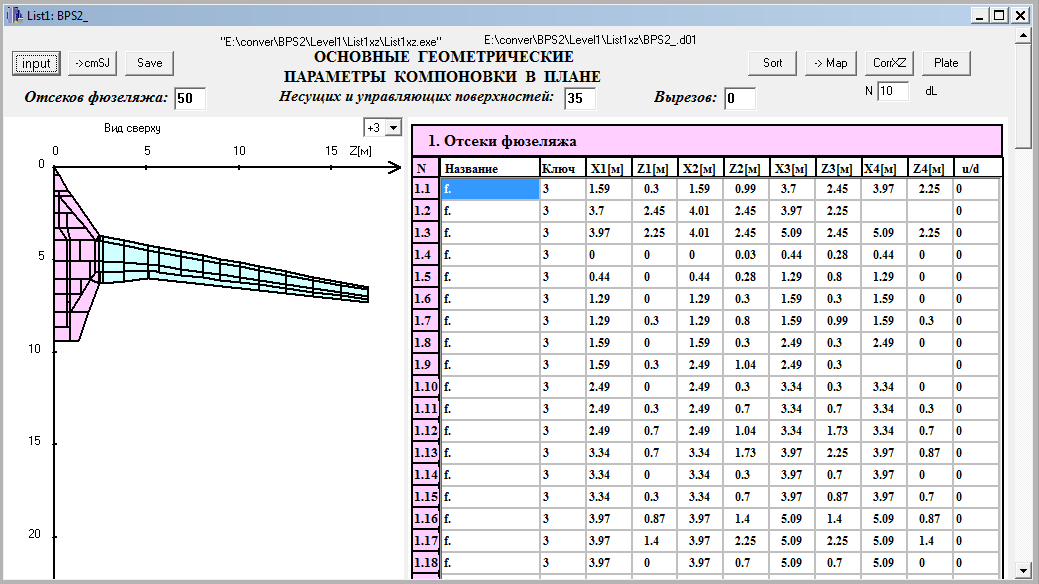 List1: BPS2_
"E:\conver\BPS2\Level1\List1xz\List1xz.exe" E:\conver\BPS2\Level1\List1xz\BPS2_.d01
input ->cmSJ Save ОСНОВНЫЕ ГЕОМЕТРИЧЕСКИЕ Sort -> Map CorrXZ Plate
ПАРАМЕТРЫ КОМПОНОВКИ В ПЛАНЕ
N 10 dL
Отсеков фюзеляжа: 50 Несущих и управляющих поверхностей: 35 Вырезов: 0
Вид сверху +3
0 5 10 15 Z[м]
0
5
10
15
20
1. Отсеки фюзеляжа
N Название Ключ X1[м] Z1[м] X2[м] Z2[м] X3[м] Z3[м] X4[м] Z4[м] u/d
1.1 f. 3 1.59 0.3 1.59 0.99 3.7 2.45 3.97 2.25 0
1.2 f. 3 3.7 2.45 4.01 2.45 3.97 2.25 0
1.3 f. 3 3.97 2.25 4.01 2.45 5.09 2.45 5.09 2.25 0
1.4 f. 3 0 0 0 0.03 0.44 0.28 0.44 0 0
1.5 f. 3 0.44 0 0.44 0.28 1.29 0.8 1.29 0 0
1.6 f. 3 1.29 0 1.29 0.3 1.59 0.3 1.59 0 0
1.7 f. 3 1.29 0.3 1.29 0.8 1.59 0.99 1.59 0.3 0
1.8 f. 3 1.59 0 1.59 0.3 2.49 0.3 2.49 0 0
1.9 f. 3 1.59 0.3 2.49 1.04 2.49 0.3 0
1.10 f. 3 2.49 0 2.49 0.3 3.34 0.3 3.34 0 0
1.11 f. 3 2.49 0.3 2.49 0.7 3.34 0.7 3.34 0.3 0
1.12 f. 3 2.49 0.7 2.49 1.04 3.34 1.73 3.34 0.7 0
1.13 f. 3 3.34 0.7 3.34 1.73 3.97 2.25 3.97 0.87 0
1.14 f. 3 3.34 0 3.34 0.3 3.97 0.7 3.97 0 0
1.15 f. 3 3.34 0.3 3.34 0.7 3.97 0.87 3.97 0.7 0
1.16 f. 3 3.97 0.87 3.97 1.4 5.09 1.4 5.09 0.87 0
1.17 f. 3 3.97 1.4 3.97 2.25 5.09 2.25 5.09 1.4 0
1.18 f. 3 3.97 0 3.97 0.7 5.09 0.7 5.09 0 0